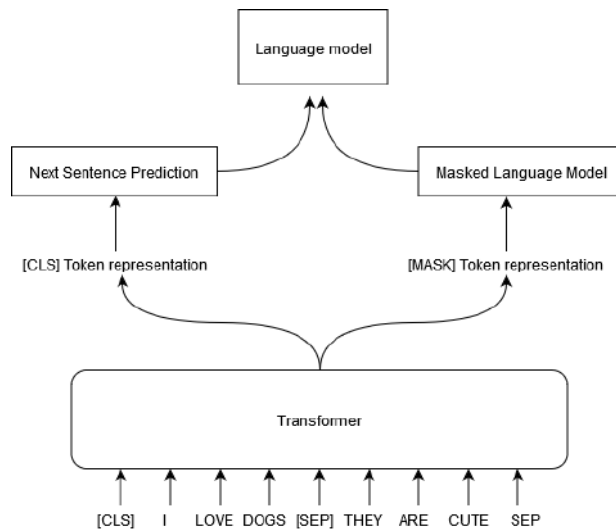 Language model
Next Sentence Prediction
Masked Language Model
[CLS] Token representation
[MASK] Token representation
Transformer
[CLS] I LOVE DOGS [SEP] THEY ARE CUTE SEP